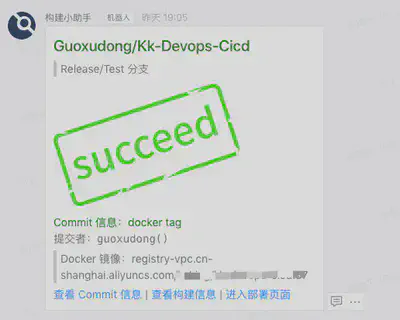 构建小助手 机器人 昨天 19:05
Guoxudong/Kk-Devops-Cicd
Release/Test 分支
succeed
Commit 信息：docker tag
提交者：guoxudong()
Docker 镜像：registry-vpc.cn-
shanghai.aliyuncs.com,
查看 Commit 信息 | 查看构建信息 | 进入部署页面